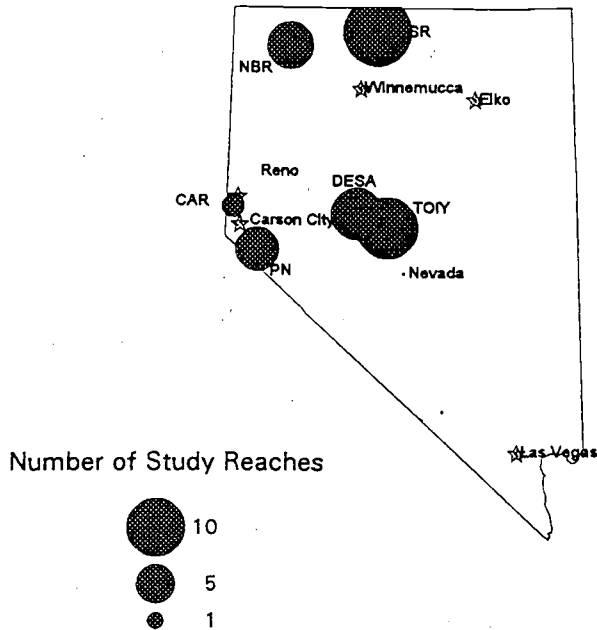 SR
NBR
Winnemucca
Elko
Reno
DESA
CAR
TOIY
Carson City
PN
Nevada
Las Vegas
Number of Study Reaches
10
5
1